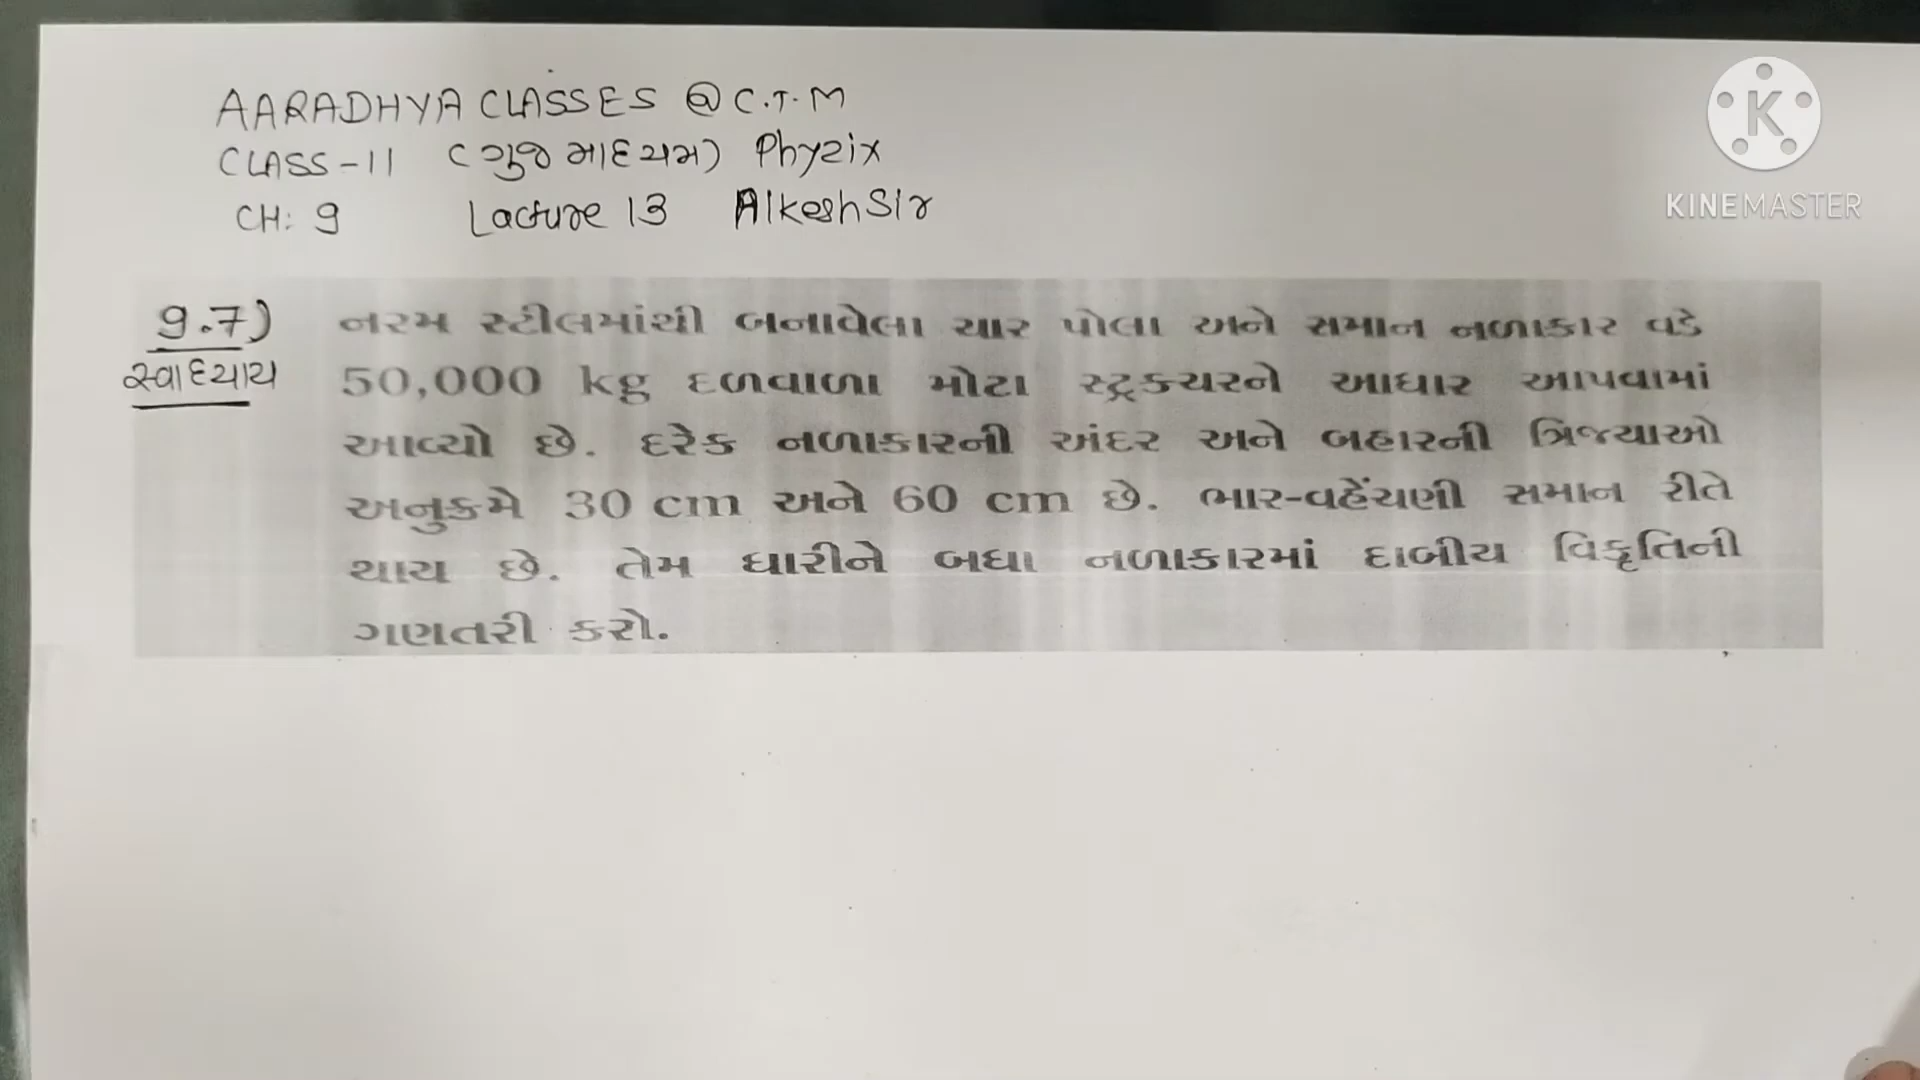 AARADHYA CLASSES @ C.T.M
CLASS-11 (ગુજ માધ્યમ) Phyzix
CH: 9 Lacture 13 AlkeshSir
K
KINEMASTER
9.7) નરમ સ્ટીલમાંથી બનાવેલા ચાર પોલા અને સમાન નળાકાર વડે
સ્વાધ્યાય 50,000 kg દળવાળા મોટા સ્ટ્રક્ચરને આધાર આપવામાં
આવ્યો છે. દરેક નળાકારની અંદર અને બહારની ત્રિજ્યાઓ
અનુક્રમે 30 cm અને 60 cm છે. ભાર-વહેંચણી સમાન રીતે
થાય છે. તેમ ધારીને બધા નળાકારમાં દાબીય વિકૃતિની
ગણતરી કરો.